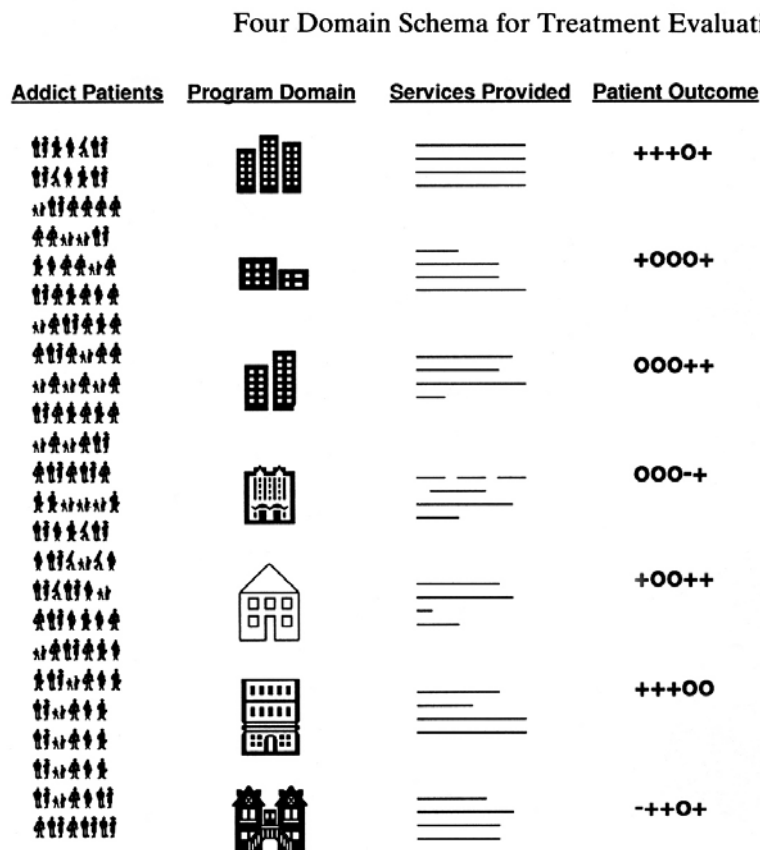 Four Domain Schema for Treatment Evaluati
Addict Patients Program Domain Services Provided Patient Outcome
+++O+
+OOO+
OOO++
OOO-+
+OO++
+++OO
-++O+